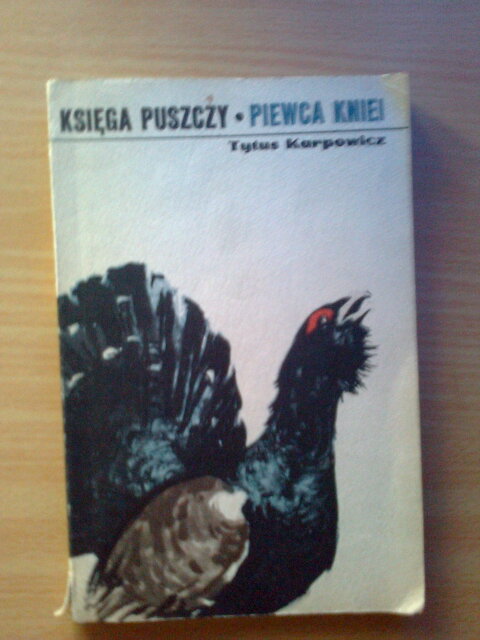 KSIĘGA PUSZCZY • PIEWCA KNIEI
Tytus Karpowicz